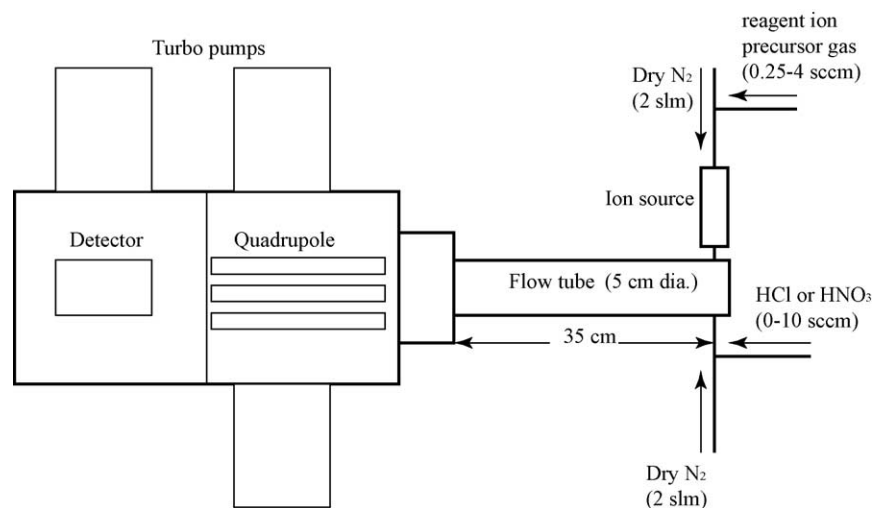 Turbo pumps
reagent ion
precursor gas
(0.25-4 sccm)
Dry N₂
(2 slm)
Ion source
Detector
Quadrupole
Flow tube (5 cm dia.)
HCl or HNO₃
(0-10 sccm)
35 cm
Dry N₂
(2 slm)